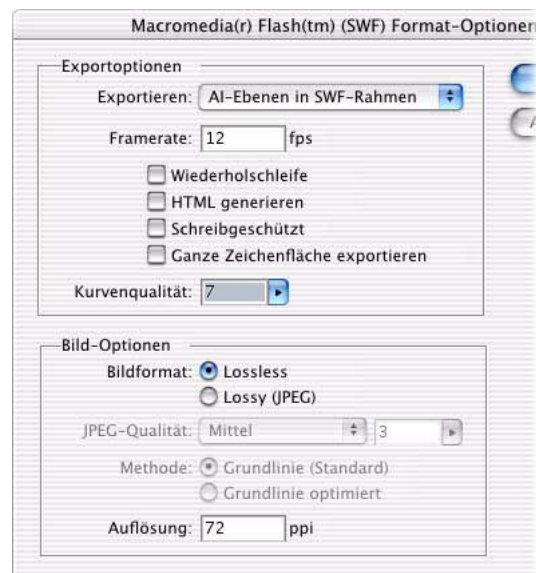 Macromedia(r) Flash(tm) (SWF) Format-Optionen
Exportoptionen
Exportieren: AI-Ebenen in SWF-Rahmen
Framerate: 12 fps
Wiederholschleife
HTML generieren
Schreibgeschützt
Ganze Zeichenfläche exportieren
Kurvenqualität: 7
Bild-Optionen
Bildformat: Lossless
Lossy (JPEG)
JPEG-Qualität: Mittel 3
Methode: Grundlinie (Standard)
Grundlinie optimiert
Auflösung: 72 ppi